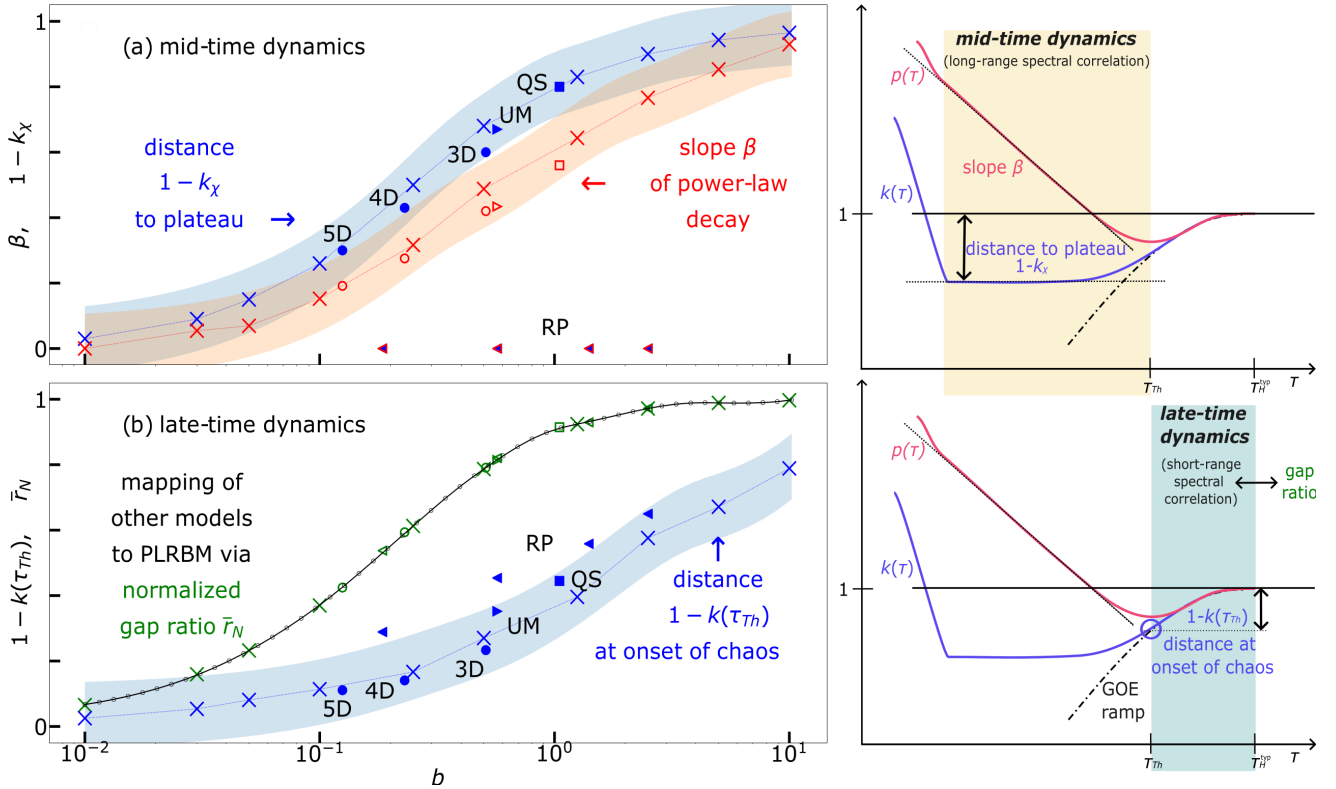 1
0
β, 1 − kχ
(a) mid-time dynamics
distance
1 − kχ
to plateau →
5D
4D
3D
UM
QS
slope β
← of power-law
decay
RP
mid-time dynamics
(long-range spectral correlation)
p(τ)
slope β
k(τ)
1
distance to plateau
1-kχ
τTh
τH^typ
τ
1
0
1 − k(τTh), r̄N
(b) late-time dynamics
mapping of
other models
to PLRBM via
normalized
gap ratio r̄N
RP
QS
UM
3D
4D
5D
↑
distance
1 − k(τTh)
at onset of chaos
10⁻²
10⁻¹
10⁰
10¹
b
late-time
dynamics
(short-range
spectral
correlation)
gap
ratio
p(τ)
k(τ)
1
1-k(τTh)
distance at
onset of chaos
GOE
ramp
τTh
τH^typ
τ